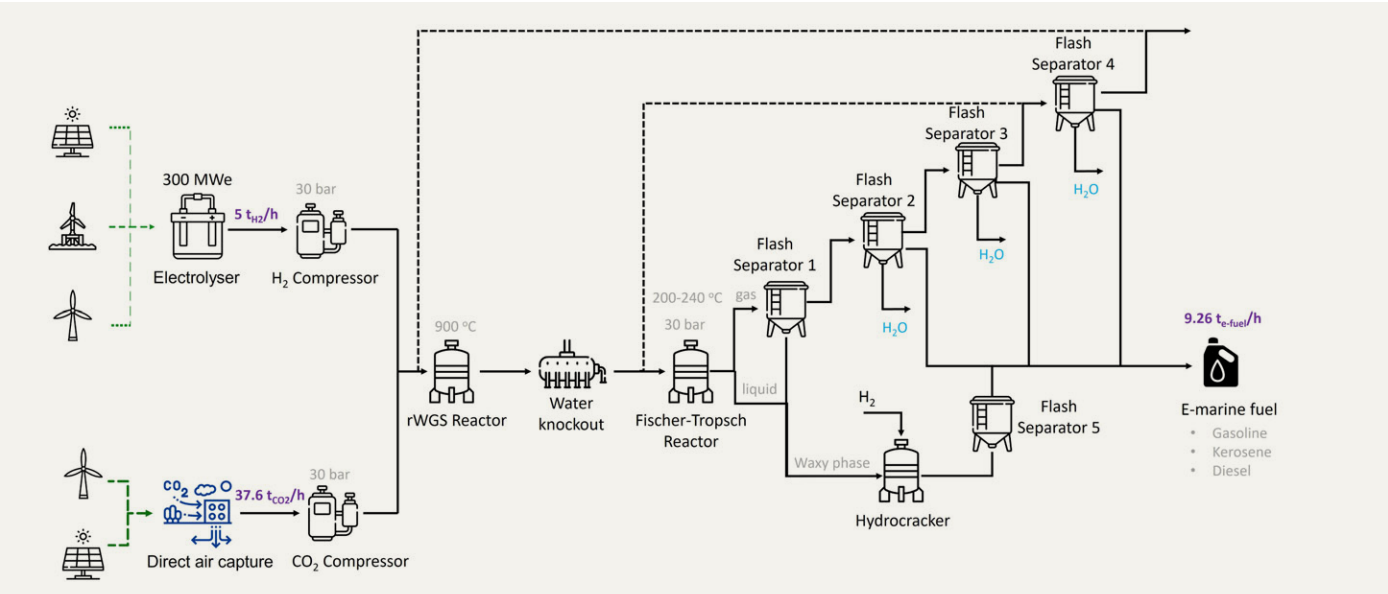 Flash
Separator 4
Flash
Separator 3
300 MWe
30 bar
5 tH2/h
Electrolyser
H2 Compressor
Flash
Separator 2
H2O
Flash
Separator 1
H2O
200-240 oC
gas
30 bar
H2O
900 oC
9.26 te-fuel/h
rWGS Reactor
Water
knockout
Fischer-Tropsch
Reactor
liquid
H2
Flash
Separator 5
E-marine fuel
• Gasoline
• Kerosene
• Diesel
Waxy phase
Hydrocracker
CO2
37.6 tCO2/h
30 bar
Direct air capture
CO2 Compressor